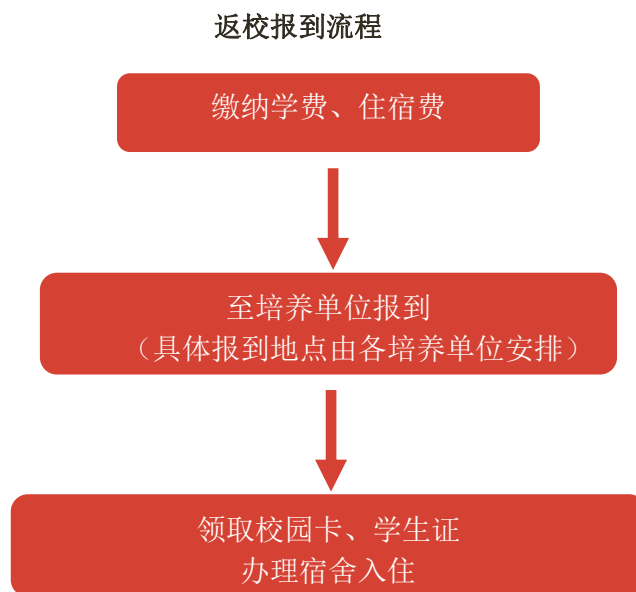 返校报到流程
缴纳学费、住宿费
至培养单位报到
（具体报到地点由各培养单位安排）
领取校园卡、学生证
办理宿舍入住